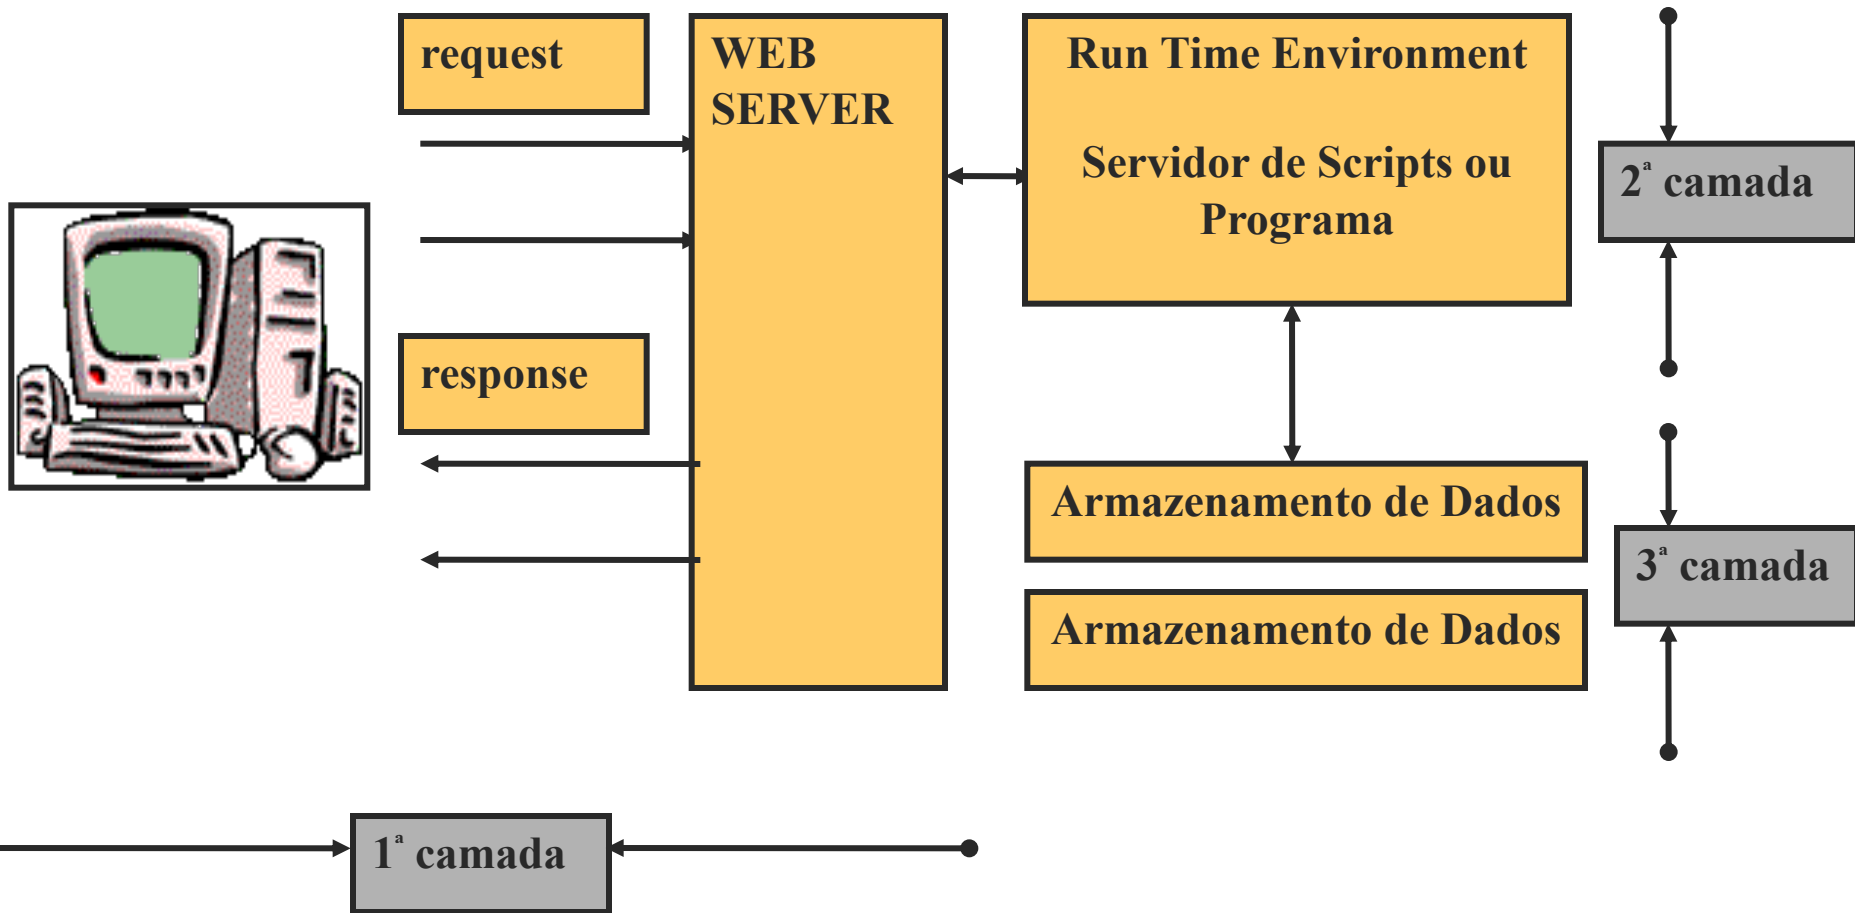 request
WEB
SERVER
Run Time Environment
Servidor de Scripts ou
Programa
2ª camada
response
Armazenamento de Dados
3ª camada
Armazenamento de Dados
1ª camada